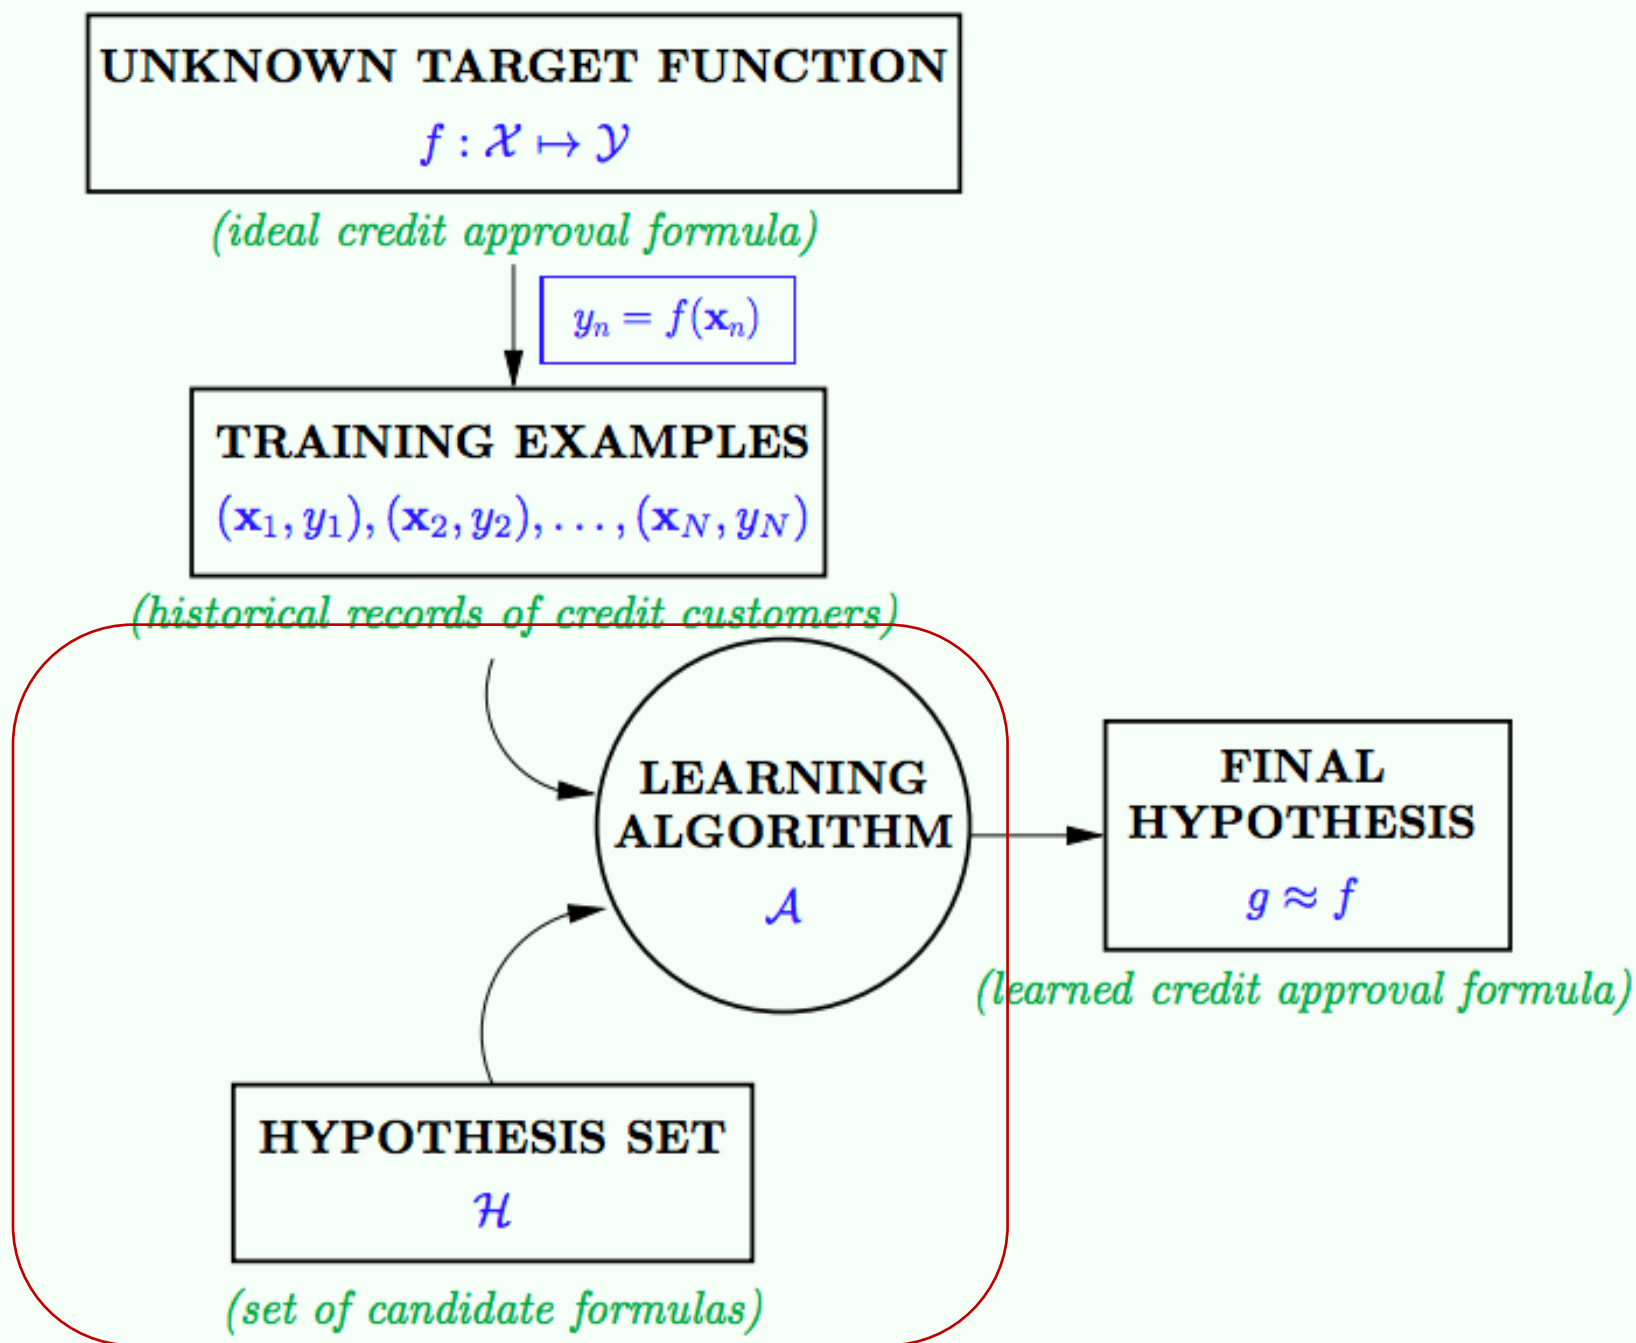 UNKNOWN TARGET FUNCTION
f : 𝒳 ↦ 𝒴
(ideal credit approval formula)
yₙ = f(𝐱ₙ)
TRAINING EXAMPLES
(𝐱₁, y₁), (𝐱₂, y₂), . . . , (𝐱_N, y_N)
(historical records of credit customers)
LEARNING
ALGORITHM
𝒜
FINAL
HYPOTHESIS
g ≈ f
(learned credit approval formula)
HYPOTHESIS SET
ℋ
(set of candidate formulas)